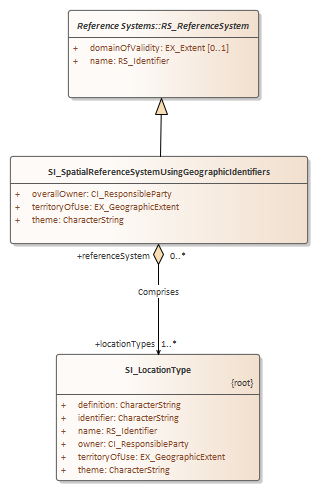 Reference Systems::RS_ReferenceSystem
+ domainOfValidity: EX_Extent [0..1]
+ name: RS_Identifier
SI_SpatialReferenceSystemUsingGeographicIdentifiers
+ overallOwner: CI_ResponsibleParty
+ territoryOfUse: EX_GeographicExtent
+ theme: CharacterString
+referenceSystem 0..*
Comprises
+locationTypes 1..*
SI_LocationType
{root}
+ definition: CharacterString
+ identifier: CharacterString
+ name: RS_Identifier
+ owner: CI_ResponsibleParty
+ territoryOfUse: EX_GeographicExtent
+ theme: CharacterString